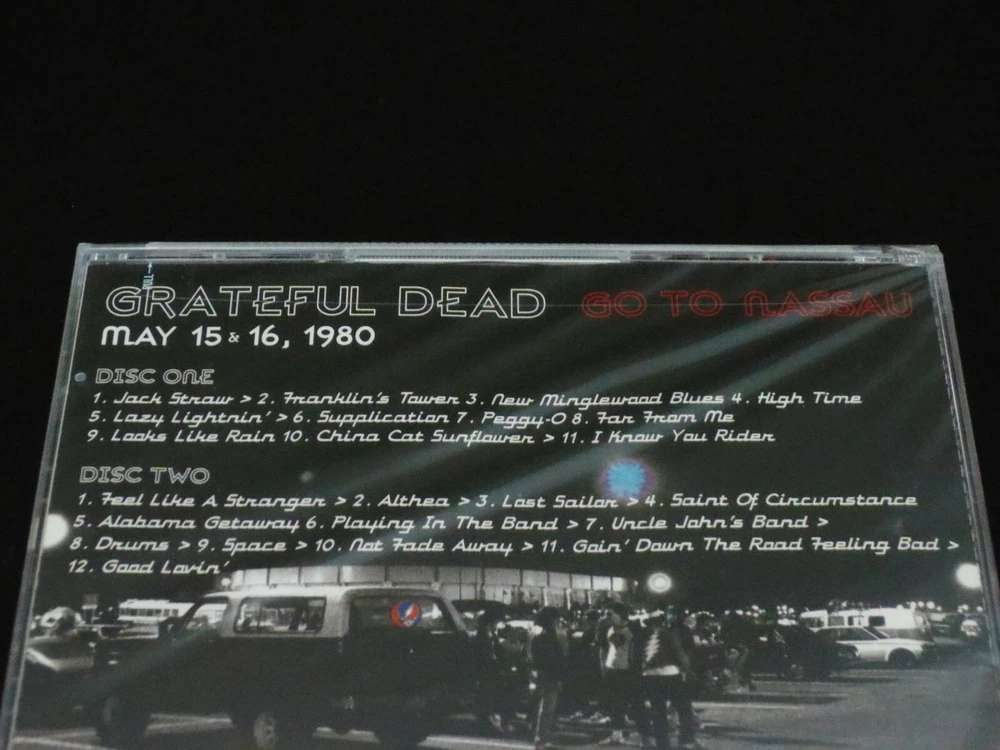 GRATEFUL DEAD GO TO NASSAU
MAY 15 & 16, 1980
DISC ONE
1. Jack Straw > 2. Franklin's Tower 3. New Minglewood Blues 4. High Time
5. Lazy Lightnin' > 6. Supplication 7. Peggy-O 8. Far From Me
9. Looks Like Rain 10. China Cat Sunflower > 11. I Know You Rider
DISC TWO
1. Feel Like A Stranger > 2. Althea > 3. Lost Sailor > 4. Saint Of Circumstance
5. Alabama Getaway 6. Playing In The Band > 7. Uncle John's Band >
8. Drums > 9. Space > 10. Not Fade Away > 11. Goin' Down The Road Feeling Bad >
12. Good Lovin'